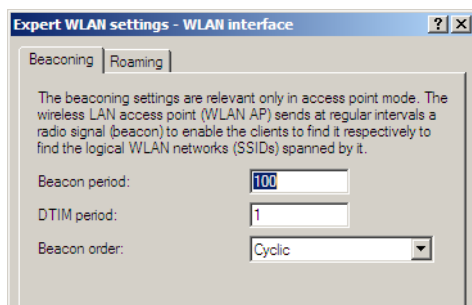 Expert WLAN settings - WLAN interface
Beaconing
Roaming
The beaconing settings are relevant only in access point mode. The
wireless LAN access point (WLAN AP) sends at regular intervals a
radio signal (beacon) to enable the clients to find it respectively to
find the logical WLAN networks (SSIDs) spanned by it.
Beacon period: 100
DTIM period: 1
Beacon order: Cyclic